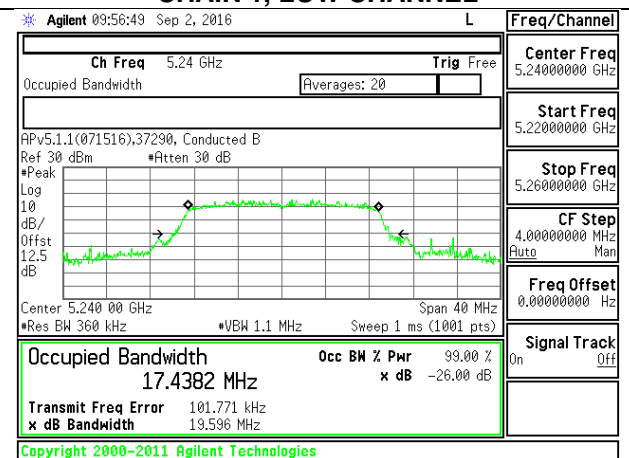 Agilent 09:56:49 Sep 2, 2016 L
Freq/Channel
Ch Freq 5.24 GHz Trig Free
Occupied Bandwidth Averages: 20
APv5.1.1(071516),37290, Conducted B
Ref 30 dBm #Atten 30 dB
#Peak
Log
10
dB/
Offst
12.5
dB
Center 5.240 00 GHz Span 40 MHz
#Res BW 360 kHz #VBW 1.1 MHz Sweep 1 ms (1001 pts)
Occupied Bandwidth Occ BW % Pwr 99.00 %
17.4382 MHz x dB -26.00 dB
Transmit Freq Error 101.771 kHz
x dB Bandwidth 19.596 MHz
Copyright 2000-2011 Agilent Technologies
Center Freq
5.24000000 GHz
Start Freq
5.22000000 GHz
Stop Freq
5.26000000 GHz
CF Step
4.00000000 MHz
Auto Man
Freq Offset
0.00000000 Hz
Signal Track
On Off